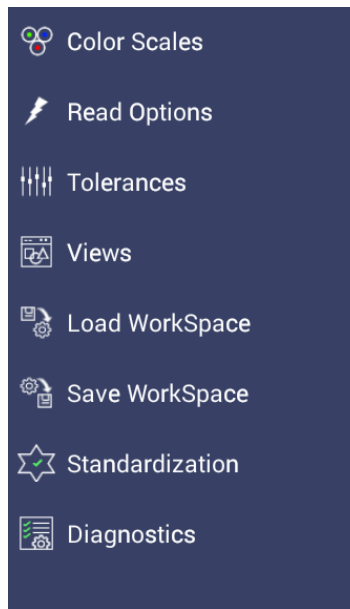 Color Scales
Read Options
Tolerances
Views
Load WorkSpace
Save WorkSpace
Standardization
Diagnostics